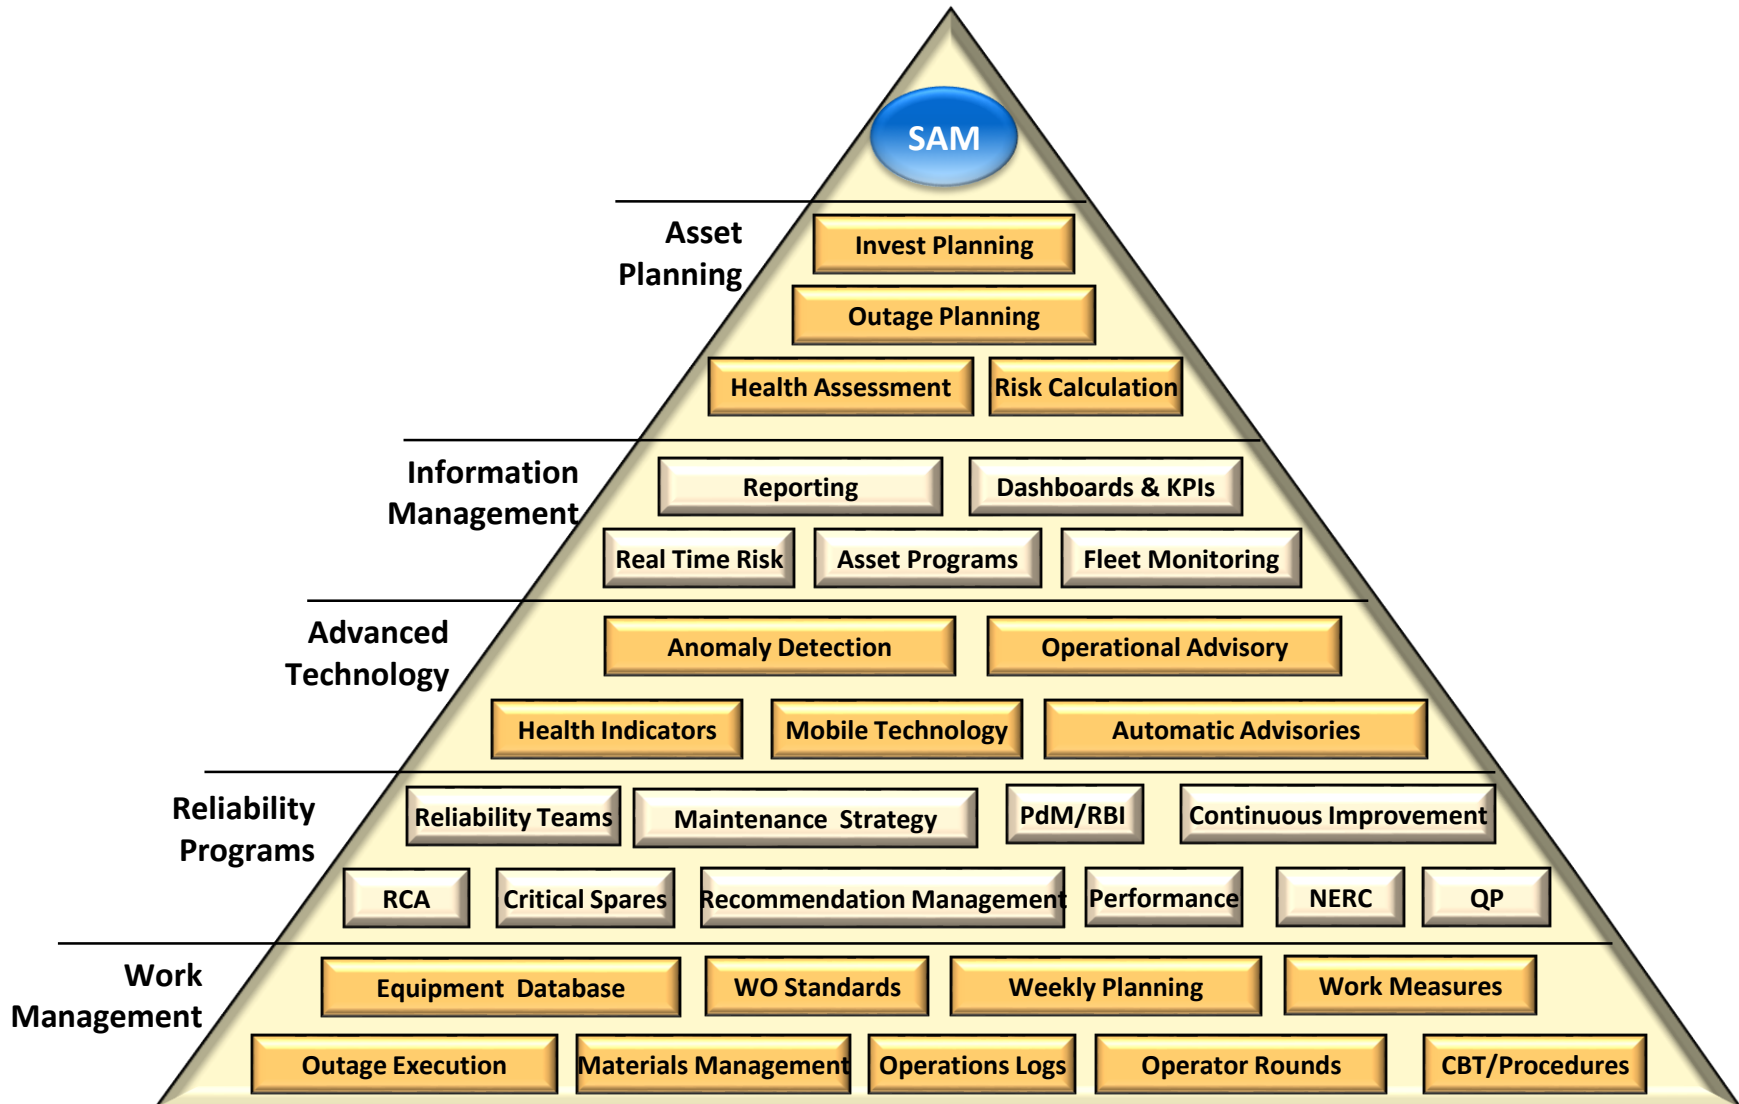 SAM
Asset
Planning
Invest Planning
Outage Planning
Health Assessment
Risk Calculation
Information
Management
Reporting
Dashboards & KPIs
Real Time Risk
Asset Programs
Fleet Monitoring
Advanced
Technology
Anomaly Detection
Operational Advisory
Health Indicators
Mobile Technology
Automatic Advisories
Reliability
Programs
Reliability Teams
Maintenance Strategy
PdM/RBI
Continuous Improvement
RCA
Critical Spares
Recommendation Management
Performance
NERC
QP
Work
Management
Equipment Database
WO Standards
Weekly Planning
Work Measures
Outage Execution
Materials Management
Operations Logs
Operator Rounds
CBT/Procedures